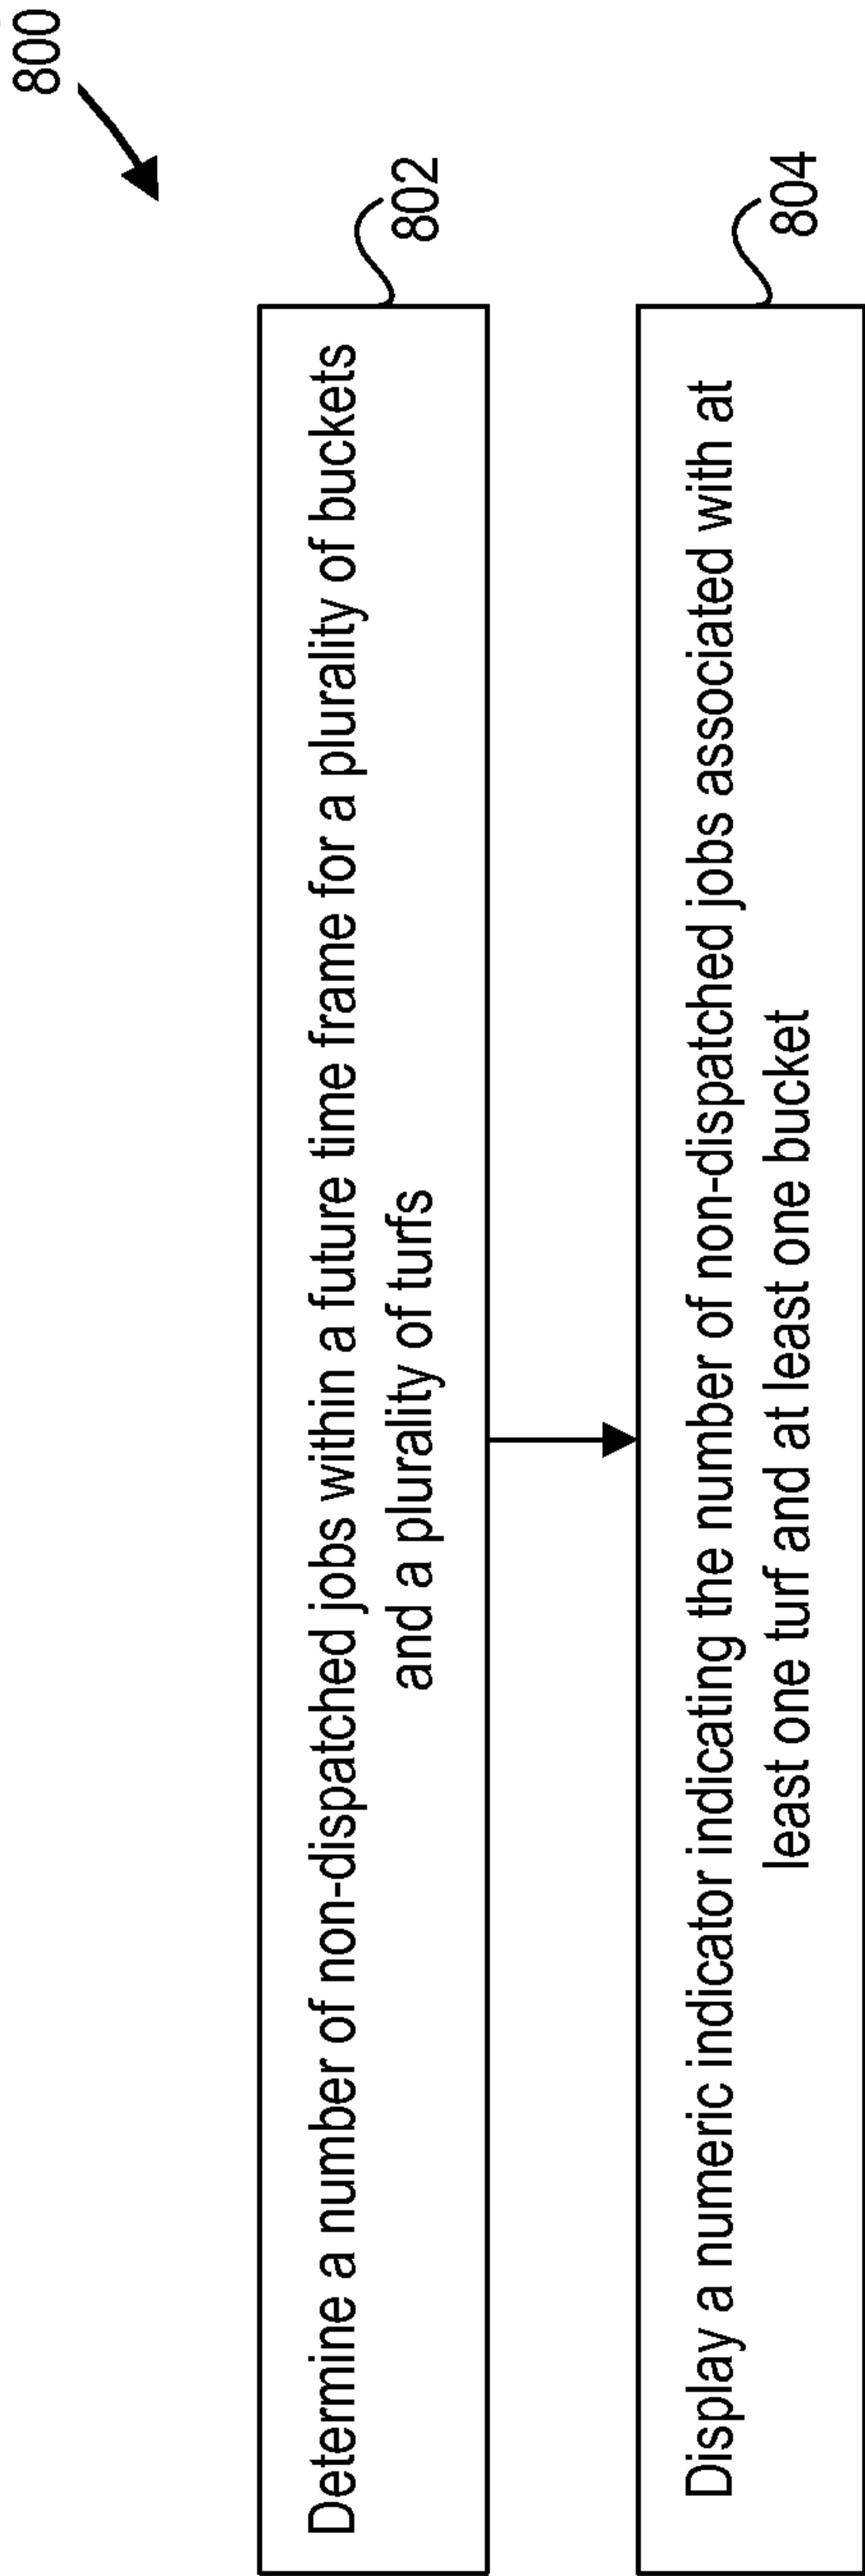 800
Determine a number of non-dispatched jobs within a future time frame for a plurality of buckets
and a plurality of turfs
802
Display a numeric indicator indicating the number of non-dispatched jobs associated with at
least one turf and at least one bucket
804